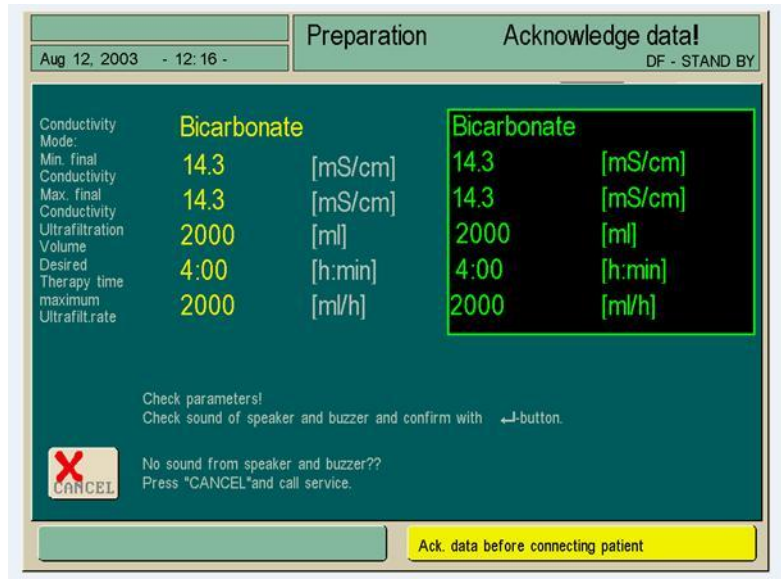 Preparation Acknowledge data!
Aug 12, 2003 - 12: 16 - DF - STAND BY
Conductivity
Mode: Bicarbonate Bicarbonate
Min. final
Conductivity 14.3 [mS/cm] 14.3 [mS/cm]
Max. final
Conductivity 14.3 [mS/cm] 14.3 [mS/cm]
Ultrafiltration
Volume 2000 [ml] 2000 [ml]
Desired
Therapy time 4:00 [h:min] 4:00 [h:min]
maximum
Ultrafilt.rate 2000 [ml/h] 2000 [ml/h]
Check parameters!
Check sound of speaker and buzzer and confirm with ↵-button.
No sound from speaker and buzzer??
Press "CANCEL"and call service.
CANCEL
Ack. data before connecting patient